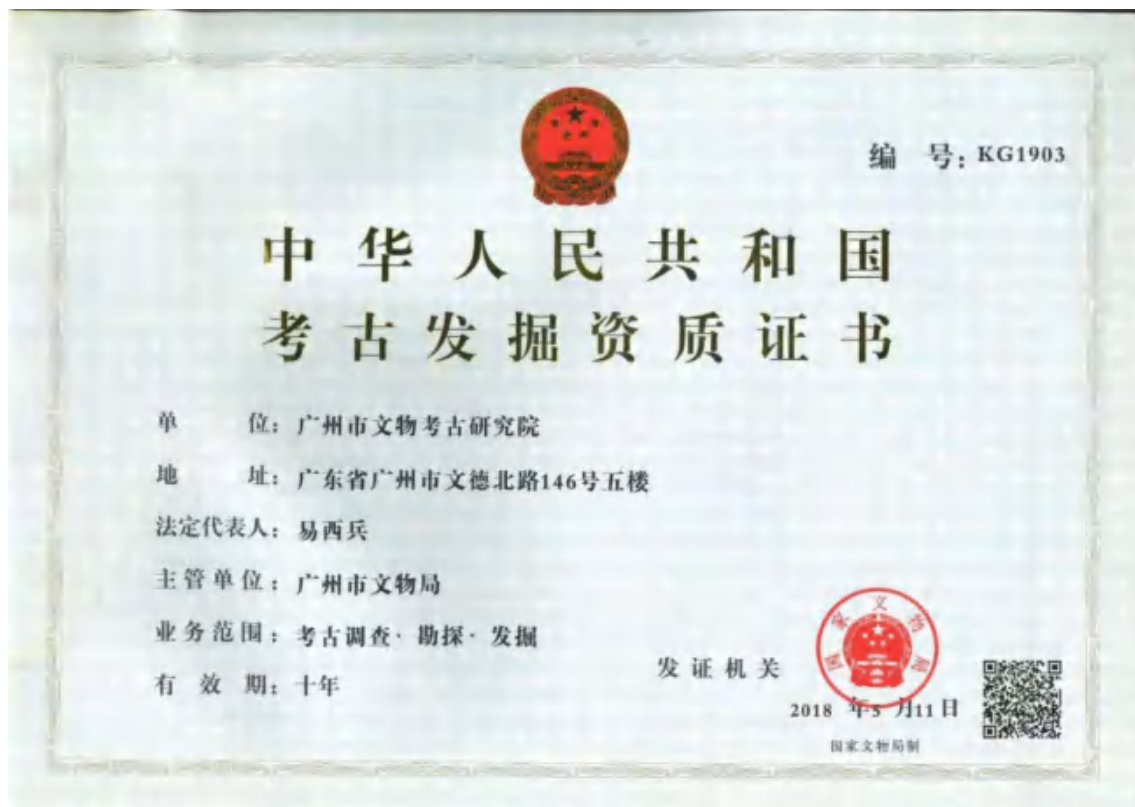 编 号：KG1903
中华人民共和国
考古发掘资质证书
单 位：广州市文物考古研究院
地 址：广东省广州市文德北路146号五楼
法定代表人：易西兵
主管单位：广州市文物局
业务范围：考古调查·勘探·发掘
有 效 期：十年
国家文物局
发证机关
2018 年5 月11日
国家文物局制